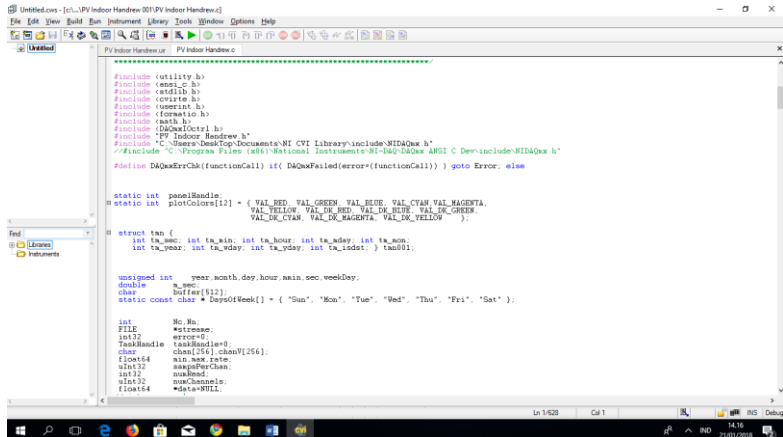 Untitled.cws - [c:\...\PV Indoor Handrew 001\PV Indoor Handrew.c]
File Edit View Build Run Instrument Library Tools Window Options Help
Untitled
PV Indoor Handrew.uir PV Indoor Handrew.c
#include <utility.h>
#include <ansi_c.h>
#include <stdlib.h>
#include <cvirte.h>
#include <userint.h>
#include <formatio.h>
#include <math.h>
#include <DAQmxIOctrl.h>
#include "PV Indoor Handrew.h"
#include "C:\Users\DeskTop\Documents\NI CVI Library\include\NIDAQmx.h"
//#include "C:\Program Files (x86)\National Instruments\NI-DAQ\DAQmx ANSI C Dev\include\NIDAQmx.h"
#define DAQmxErrChk(functionCall) if( DAQmxFailed(error=(functionCall)) ) goto Error; else
static int panelHandle;
static int plotColors[12] = { VAL_RED, VAL_GREEN, VAL_BLUE, VAL_CYAN,VAL_MAGENTA,
VAL_YELLOW, VAL_DK_RED, VAL_DK_BLUE, VAL_DK_GREEN,
VAL_DK_CYAN, VAL_DK_MAGENTA, VAL_DK_YELLOW };
struct tmn {
int tm_sec; int tm_min; int tm_hour; int tm_mday; int tm_mon;
int tm_year; int tm_wday; int tm_yday; int tm_isdst; } tmn001;
unsigned int year,month,day,hour,mmin,sec,weekDay;
double m_sec;
char buffer[512];
static const char * DaysOfWeek[] = { "Sun", "Mon", "Tue", "Wed", "Thu", "Fri", "Sat" };
int No,Nn;
FILE *streame;
int32 error=0;
TaskHandle taskHandle=0;
char chan[256],chanV[256];
float64 min,max,rate;
uInt32 sampsPerChan;
int32 numRead;
uInt32 numChannels;
float64 *data=NULL;
Find
Libraries
Instruments
Ln 1/628 Col 1 INS Debug
IND 14.16
21/01/2018